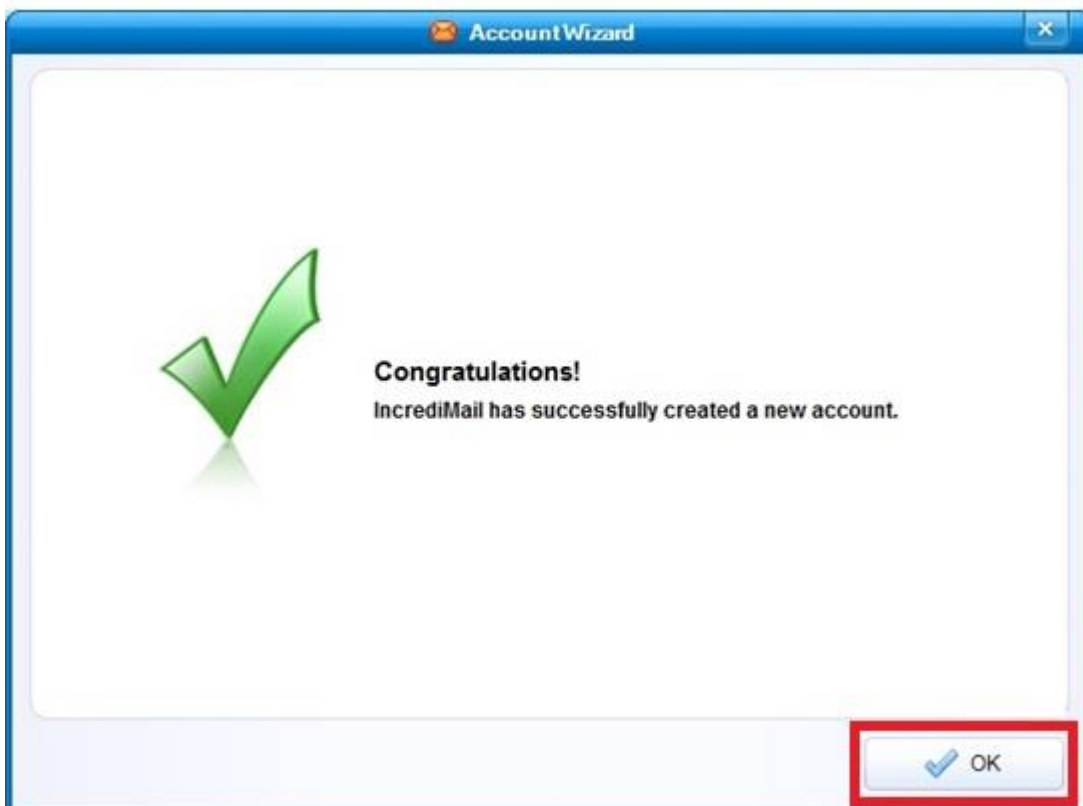 Account Wizard
Congratulations!
IncrediMail has successfully created a new account.
OK